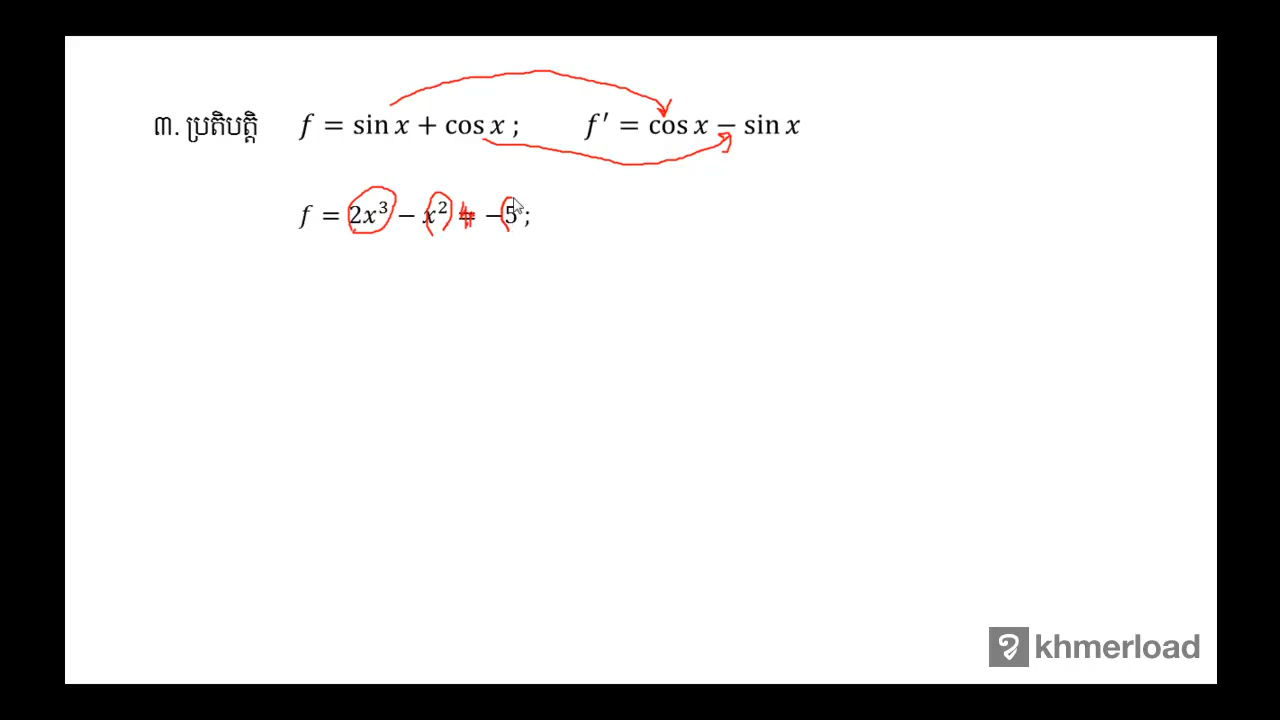 ៣. ប្រតិបត្តិ f = sin x + cos x ; f′ = cos x − sin x
f = 2x³ − x² + −5 ;
khmerload